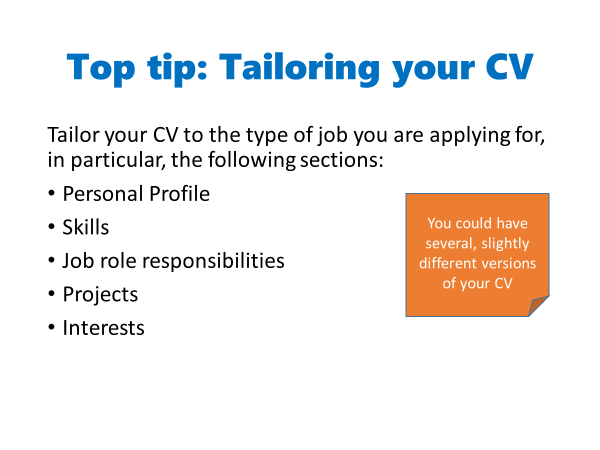 Top tip: Tailoring your CV
Tailor your CV to the type of job you are applying for,
in particular, the following sections:
• Personal Profile
• Skills
• Job role responsibilities
• Projects
• Interests
You could have
several, slightly
different versions
of your CV